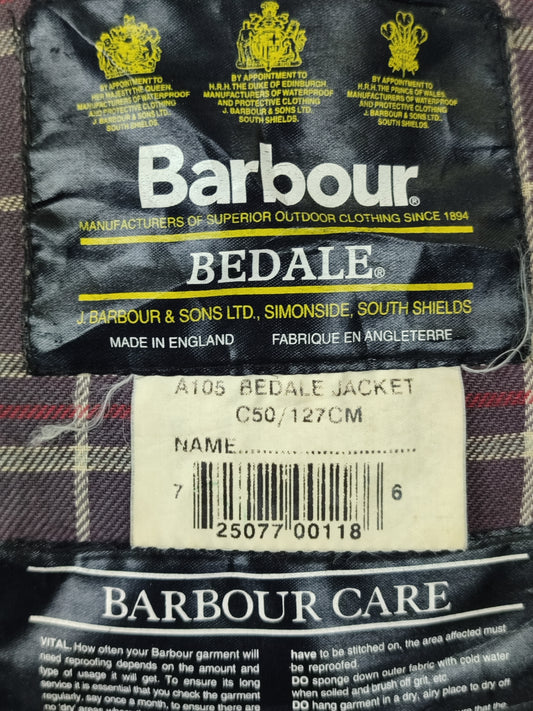 BY APPOINTMENT TO
HER MAJESTY THE QUEEN,
MANUFACTURERS OF WATERPROOF
AND PROTECTIVE CLOTHING
J. BARBOUR & SONS LTD.
SOUTH SHIELDS.
BY APPOINTMENT TO
H.R.H. THE DUKE OF EDINBURGH
MANUFACTURERS OF WATERPROOF
AND PROTECTIVE CLOTHING
J. BARBOUR & SONS LTD.
SOUTH SHIELDS.
BY APPOINTMENT TO
H.R.H. THE PRINCE OF WALES,
MANUFACTURERS OF WATERPROOF
AND PROTECTIVE CLOTHING
J. BARBOUR & SONS LTD.
SOUTH SHIELDS.
Barbour®
MANUFACTURERS OF SUPERIOR OUTDOOR CLOTHING SINCE 1894
BEDALE®
J. BARBOUR & SONS LTD., SIMONSIDE, SOUTH SHIELDS
MADE IN ENGLAND FABRIQUE EN ANGLETERRE
A105 BEDALE JACKET
C50/127CM
NAME
7 25077 00118 6
BARBOUR CARE
VITAL. How often your Barbour garment will
need reproofing depends on the amount and
type of usage it will get. To ensure its long
service it is essential that you check the garment
regularly, say once a month, to ensure
no 'dry' areas
have to be stitched on, the area affected must
be reproofed.
DO sponge down outer fabric with cold water
when soiled and brush off grit, etc.
DO hang garment in a dry, airy place to dry off
that the